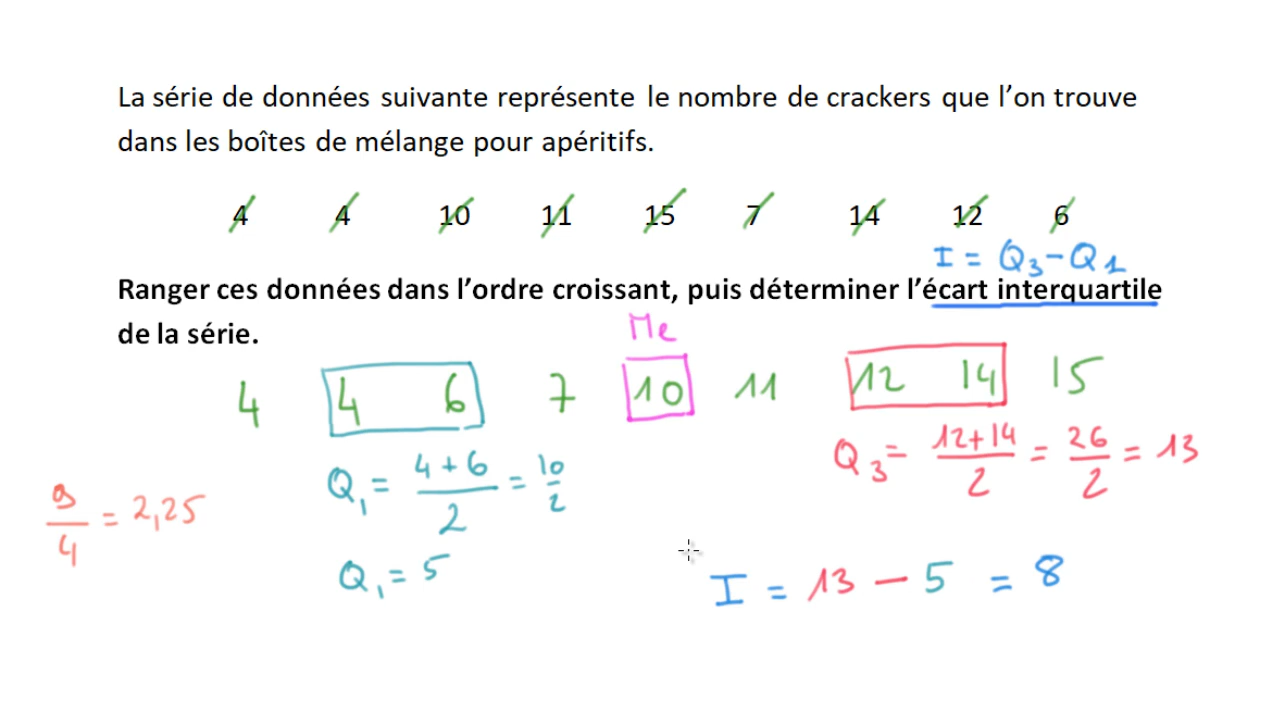 La série de données suivante représente le nombre de crackers que l’on trouve
dans les boîtes de mélange pour apéritifs.
4 4 10 11 15 7 14 12 6
I = Q3 - Q1
Ranger ces données dans l’ordre croissant, puis déterminer l’écart interquartile
de la série.
Me
4 4 6 7 10 11 12 14 15
Q1 = (4 + 6)/2 = 10/2
Q3 = (12+14)/2 = 26/2 = 13
9/4 = 2,25
Q1 = 5
I = 13 - 5 = 8